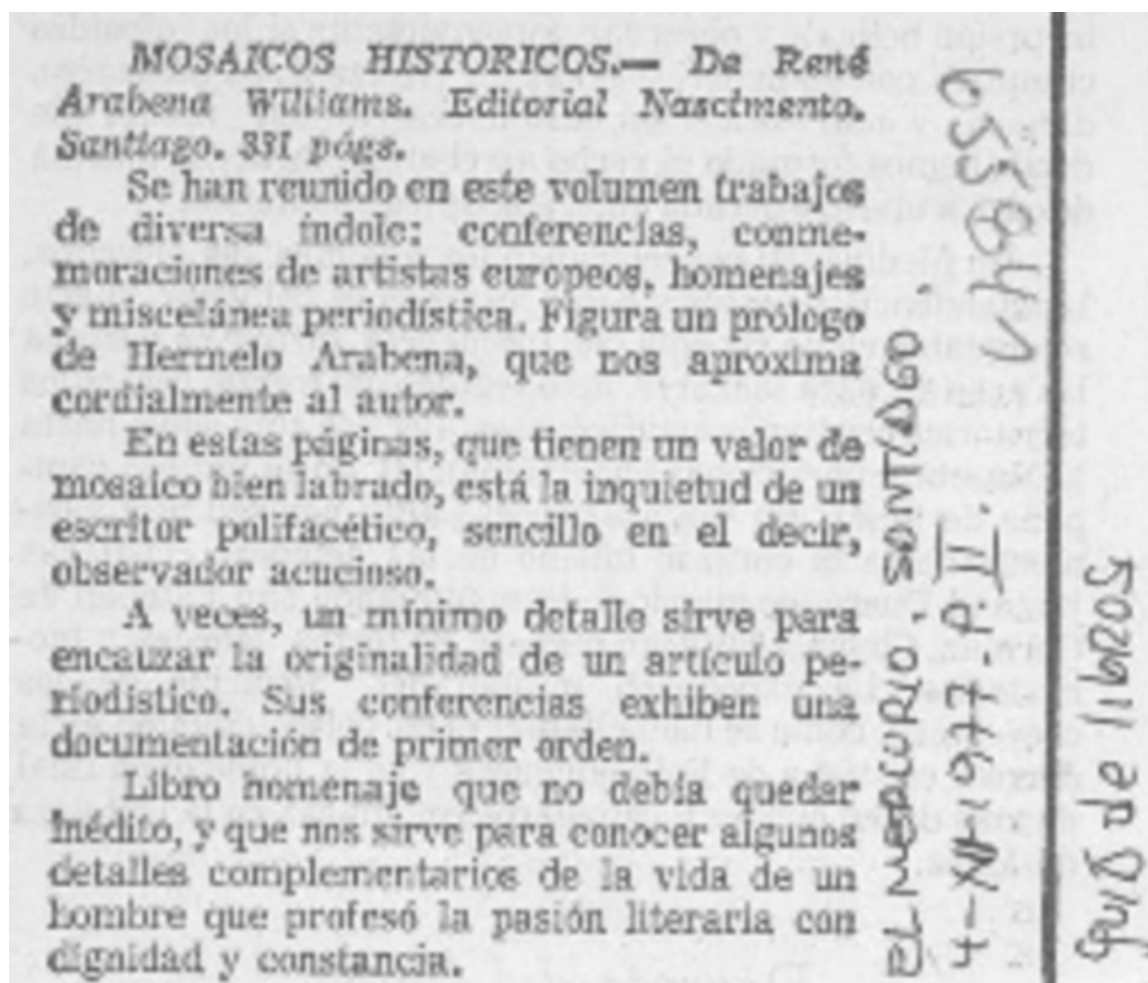 MOSAICOS HISTORICOS.— De René
Arabena Williams. Editorial Nascimento.
Santiago. 331 págs.
Se han reunido en este volumen trabajos
de diversa índole: conferencias, conme-
moraciones de artistas europeos, homenajes
y miscelánea periodística. Figura un prólogo
de Hermelo Arabena, que nos aproxima
cordialmente al autor.
En estas páginas, que tienen un valor de
mosaico bien labrado, está la inquietud de un
escritor polifacético, sencillo en el decir,
observador acucioso.
A veces, un mínimo detalle sirve para
encauzar la originalidad de un artículo pe-
riodístico. Sus conferencias exhiben una
documentación de primer orden.
Libro homenaje que no debía quedar
inédito, y que nos sirve para conocer algunos
detalles complementarios de la vida de un
hombre que profesó la pasión literaria con
dignidad y constancia.
EL MERCURIO, SANTIAGO,
1977. P. II.
de libros